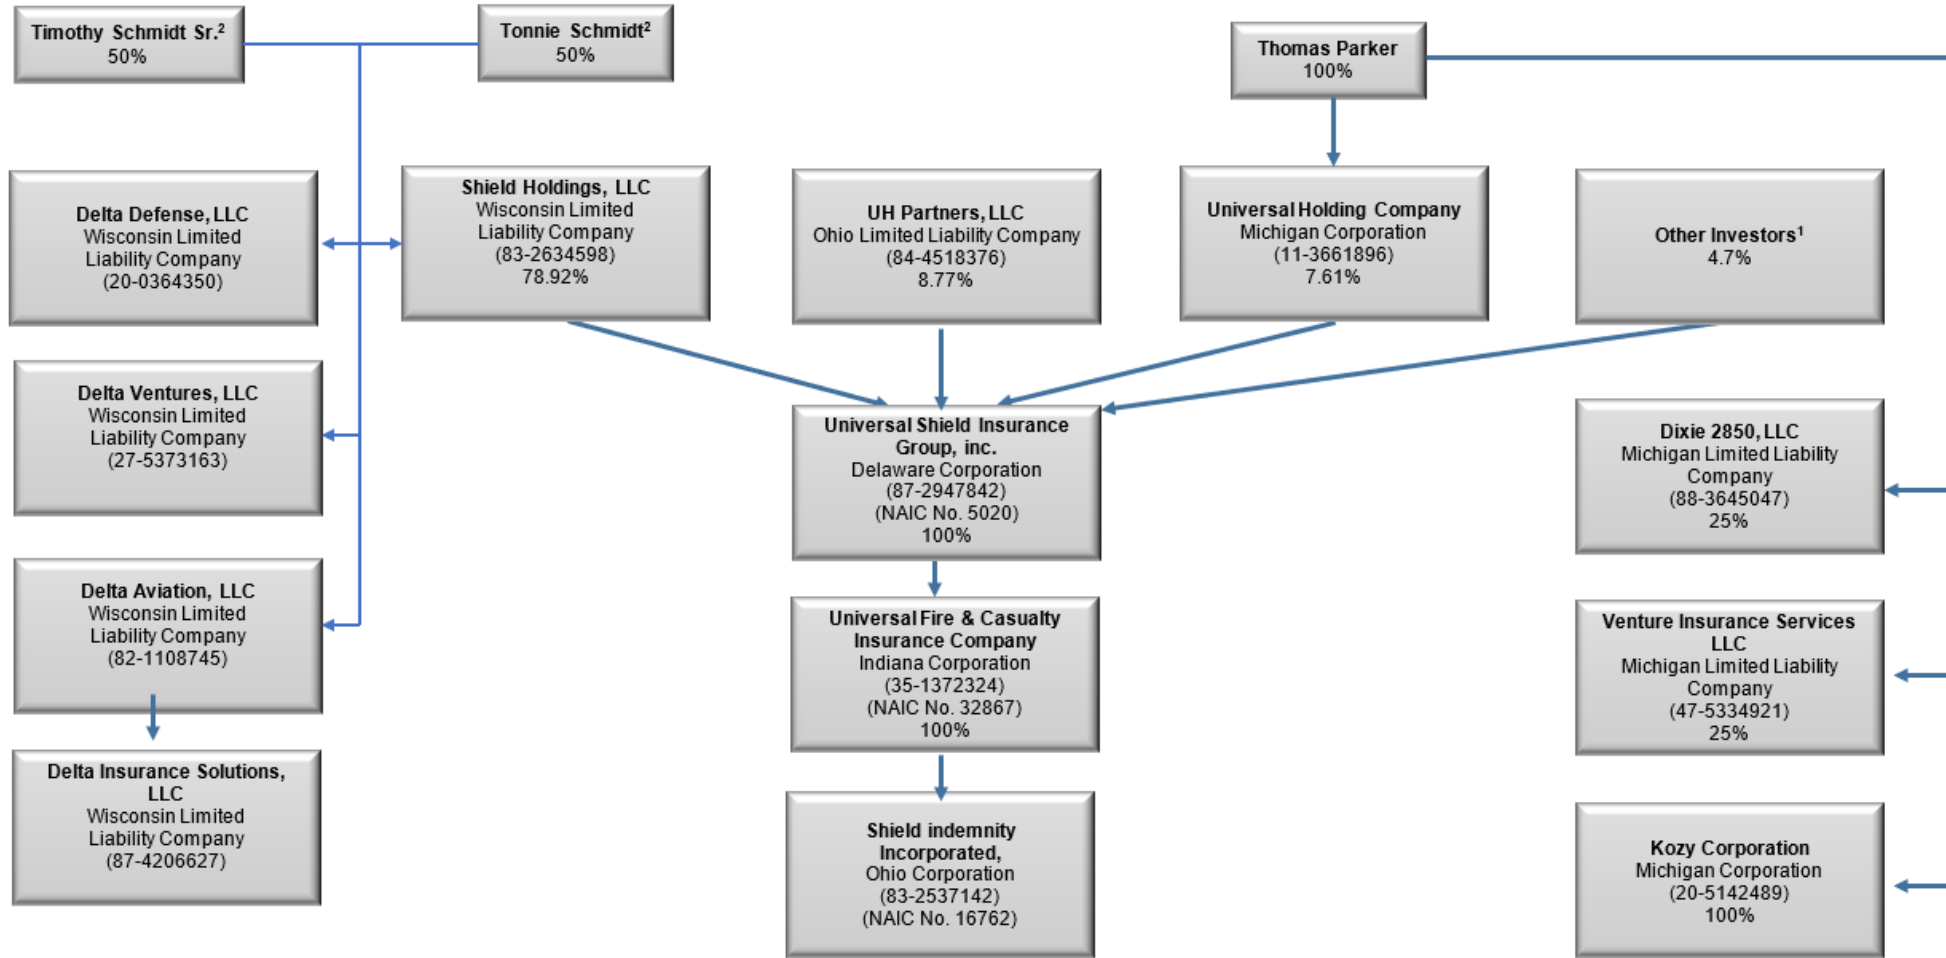 Timothy Schmidt Sr.²
50%
Tonnie Schmidt²
50%
Thomas Parker
100%
Delta Defense, LLC
Wisconsin Limited
Liability Company
(20-0364350)
Shield Holdings, LLC
Wisconsin Limited
Liability Company
(83-2634598)
78.92%
UH Partners, LLC
Ohio Limited Liability Company
(84-4518376)
8.77%
Universal Holding Company
Michigan Corporation
(11-3661896)
7.61%
Other Investors¹
4.7%
Delta Ventures, LLC
Wisconsin Limited
Liability Company
(27-5373163)
Universal Shield Insurance
Group, inc.
Delaware Corporation
(87-2947842)
(NAIC No. 5020)
100%
Dixie 2850, LLC
Michigan Limited Liability
Company
(88-3645047)
25%
Delta Aviation, LLC
Wisconsin Limited
Liability Company
(82-1108745)
Universal Fire & Casualty
Insurance Company
Indiana Corporation
(35-1372324)
(NAIC No. 32867)
100%
Venture Insurance Services
LLC
Michigan Limited Liability
Company
(47-5334921)
25%
Delta Insurance Solutions,
LLC
Wisconsin Limited
Liability Company
(87-4206627)
Shield indemnity
Incorporated,
Ohio Corporation
(83-2537142)
(NAIC No. 16762)
Kozy Corporation
Michigan Corporation
(20-5142489)
100%